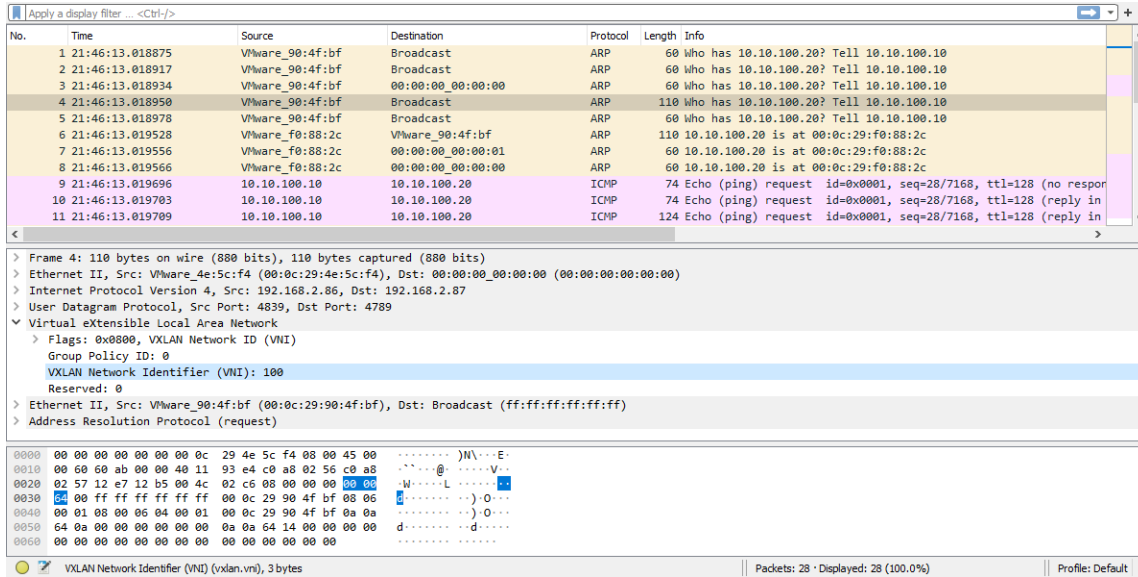 Apply a display filter ... <Ctrl-/>
No. Time Source Destination Protocol Length Info
1 21:46:13.018875 VMware_90:4f:bf Broadcast ARP 60 Who has 10.10.100.20? Tell 10.10.100.10
2 21:46:13.018917 VMware_90:4f:bf Broadcast ARP 60 Who has 10.10.100.20? Tell 10.10.100.10
3 21:46:13.018934 VMware_90:4f:bf 00:00:00_00:00:00 ARP 60 Who has 10.10.100.20? Tell 10.10.100.10
4 21:46:13.018950 VMware_90:4f:bf Broadcast ARP 110 Who has 10.10.100.20? Tell 10.10.100.10
5 21:46:13.018978 VMware_90:4f:bf Broadcast ARP 60 Who has 10.10.100.20? Tell 10.10.100.10
6 21:46:13.019528 VMware_f0:88:2c VMware_90:4f:bf ARP 110 10.10.100.20 is at 00:0c:29:f0:88:2c
7 21:46:13.019556 VMware_f0:88:2c 00:00:00_00:00:01 ARP 60 10.10.100.20 is at 00:0c:29:f0:88:2c
8 21:46:13.019566 VMware_f0:88:2c 00:00:00_00:00:00 ARP 60 10.10.100.20 is at 00:0c:29:f0:88:2c
9 21:46:13.019696 10.10.100.10 10.10.100.20 ICMP 74 Echo (ping) request id=0x0001, seq=28/7168, ttl=128 (no respor
10 21:46:13.019703 10.10.100.10 10.10.100.20 ICMP 74 Echo (ping) request id=0x0001, seq=28/7168, ttl=128 (reply in
11 21:46:13.019709 10.10.100.10 10.10.100.20 ICMP 124 Echo (ping) request id=0x0001, seq=28/7168, ttl=128 (reply in
Frame 4: 110 bytes on wire (880 bits), 110 bytes captured (880 bits)
Ethernet II, Src: VMware_4e:5c:f4 (00:0c:29:4e:5c:f4), Dst: 00:00:00_00:00:00 (00:00:00:00:00:00)
Internet Protocol Version 4, Src: 192.168.2.86, Dst: 192.168.2.87
User Datagram Protocol, Src Port: 4839, Dst Port: 4789
Virtual eXtensible Local Area Network
Flags: 0x0800, VXLAN Network ID (VNI)
Group Policy ID: 0
VXLAN Network Identifier (VNI): 100
Reserved: 0
Ethernet II, Src: VMware_90:4f:bf (00:0c:29:90:4f:bf), Dst: Broadcast (ff:ff:ff:ff:ff:ff)
Address Resolution Protocol (request)
0000 00 00 00 00 00 00 00 0c 29 4e 5c f4 08 00 45 00 ········ )N\···E·
0010 00 60 60 ab 00 00 40 11 93 e4 c0 a8 02 56 c0 a8 ·``···@· ·····V··
0020 02 57 12 e7 12 b5 00 4c 02 c6 08 00 00 00 00 00 ·W·····L ········
0030 64 00 ff ff ff ff ff ff 00 0c 29 90 4f bf 08 06 d······· ··)·O···
0040 00 01 08 00 06 04 00 01 00 0c 29 90 4f bf 0a 0a ········ ··)·O···
0050 64 0a 00 00 00 00 00 00 0a 0a 64 14 00 00 00 00 d······· ··d·····
0060 00 00 00 00 00 00 00 00 00 00 00 00 00 00 ········ ······
VXLAN Network Identifier (VNI) (vxlan.vni), 3 bytes Packets: 28 · Displayed: 28 (100.0%) Profile: Default